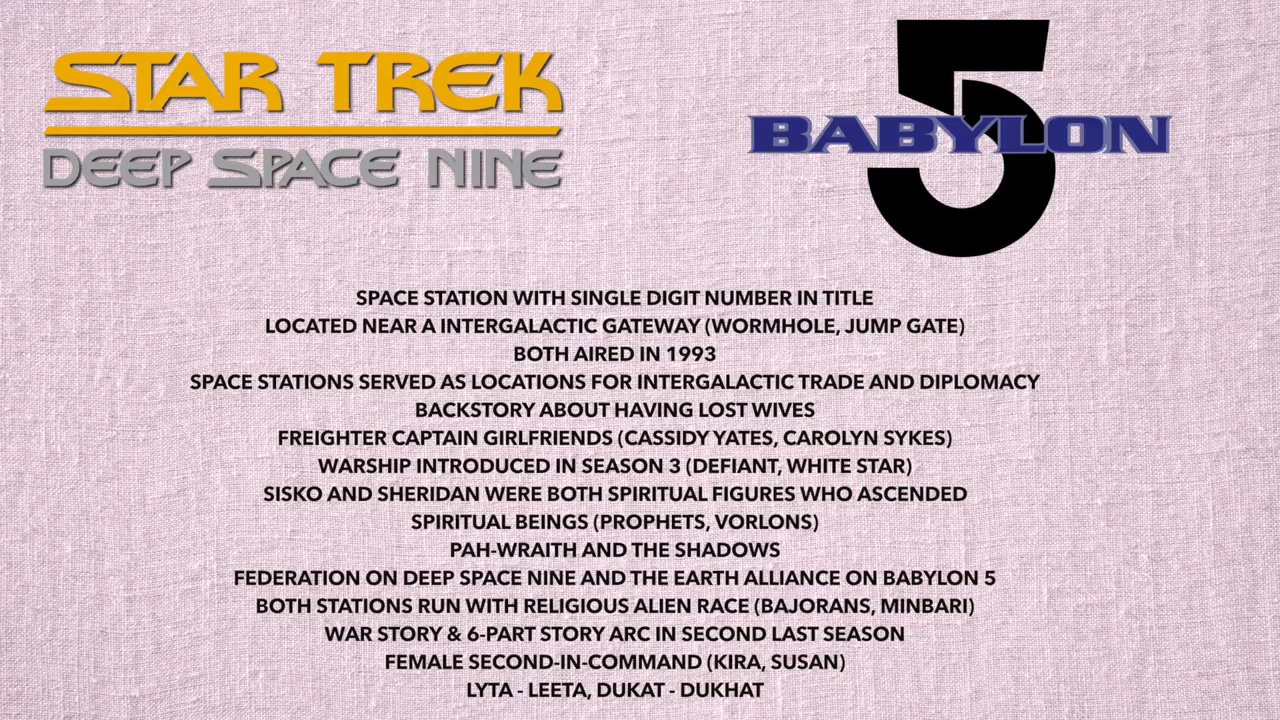 STAR TREK
DEEP SPACE NINE
5
BABYLON
SPACE STATION WITH SINGLE DIGIT NUMBER IN TITLE
LOCATED NEAR A INTERGALACTIC GATEWAY (WORMHOLE, JUMP GATE)
BOTH AIRED IN 1993
SPACE STATIONS SERVED AS LOCATIONS FOR INTERGALACTIC TRADE AND DIPLOMACY
BACKSTORY ABOUT HAVING LOST WIVES
FREIGHTER CAPTAIN GIRLFRIENDS (CASSIDY YATES, CAROLYN SYKES)
WARSHIP INTRODUCED IN SEASON 3 (DEFIANT, WHITE STAR)
SISKO AND SHERIDAN WERE BOTH SPIRITUAL FIGURES WHO ASCENDED
SPIRITUAL BEINGS (PROPHETS, VORLONS)
PAH-WRAITH AND THE SHADOWS
FEDERATION ON DEEP SPACE NINE AND THE EARTH ALLIANCE ON BABYLON 5
BOTH STATIONS RUN WITH RELIGIOUS ALIEN RACE (BAJORANS, MINBARI)
WAR STORY & 6-PART STORY ARC IN SECOND LAST SEASON
FEMALE SECOND-IN-COMMAND (KIRA, SUSAN)
LYTA - LEETA, DUKAT - DUKHAT